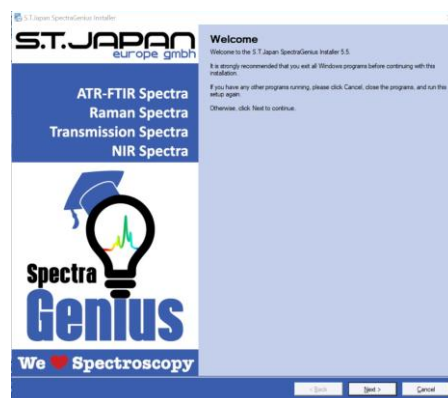 S.T.Japan SpectraGenius Installer
S.T.JAPAN
europe gmbh
ATR-FTIR Spectra
Raman Spectra
Transmission Spectra
NIR Spectra
Spectra
Genius
We ❤ Spectroscopy
Welcome
Welcome to the S.T.Japan SpectraGenius Installer 5.5.
It is strongly recommended that you exit all Windows programs before continuing with this
installation.
If you have any other programs running, please click Cancel, close the programs, and run this
setup again.
Otherwise, click Next to continue.
< Back
Next >
Cancel